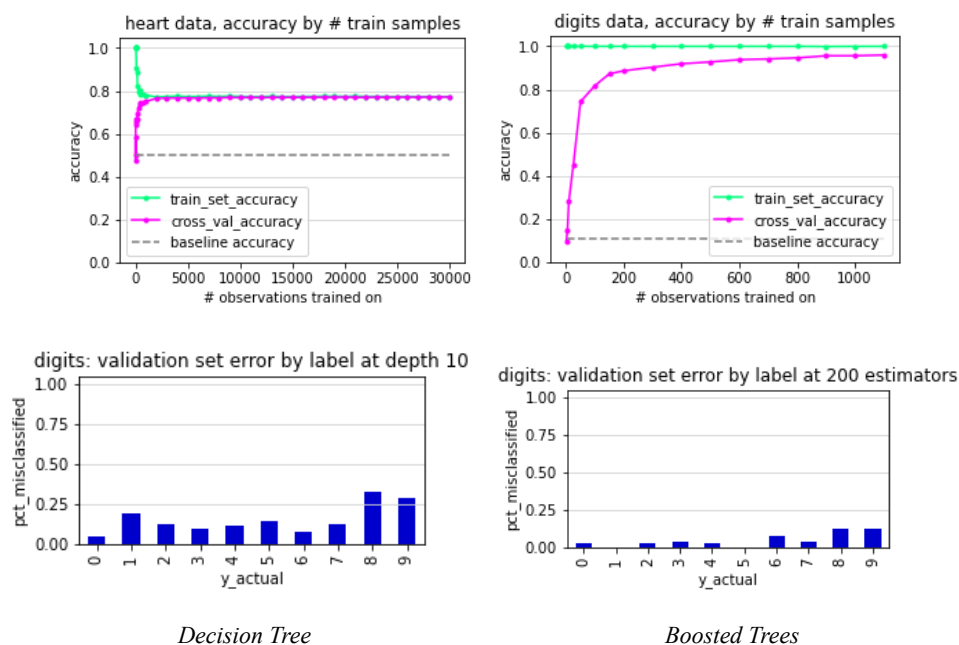 heart data, accuracy by # train samples
1.0
0.8
0.6
0.4
0.2
0.0
accuracy
train_set_accuracy
cross_val_accuracy
baseline accuracy
0 5000 10000 15000 20000 25000 30000
# observations trained on
digits data, accuracy by # train samples
1.0
0.8
0.6
0.4
0.2
0.0
accuracy
train_set_accuracy
cross_val_accuracy
baseline accuracy
0 200 400 600 800 1000
# observations trained on
digits: validation set error by label at depth 10
1.00
0.75
0.50
0.25
0.00
pct_misclassified
0 1 2 3 4 5 6 7 8 9
y_actual
digits: validation set error by label at 200 estimators
1.00
0.75
0.50
0.25
0.00
pct_misclassified
0 1 2 3 4 5 6 7 8 9
y_actual
Decision Tree
Boosted Trees